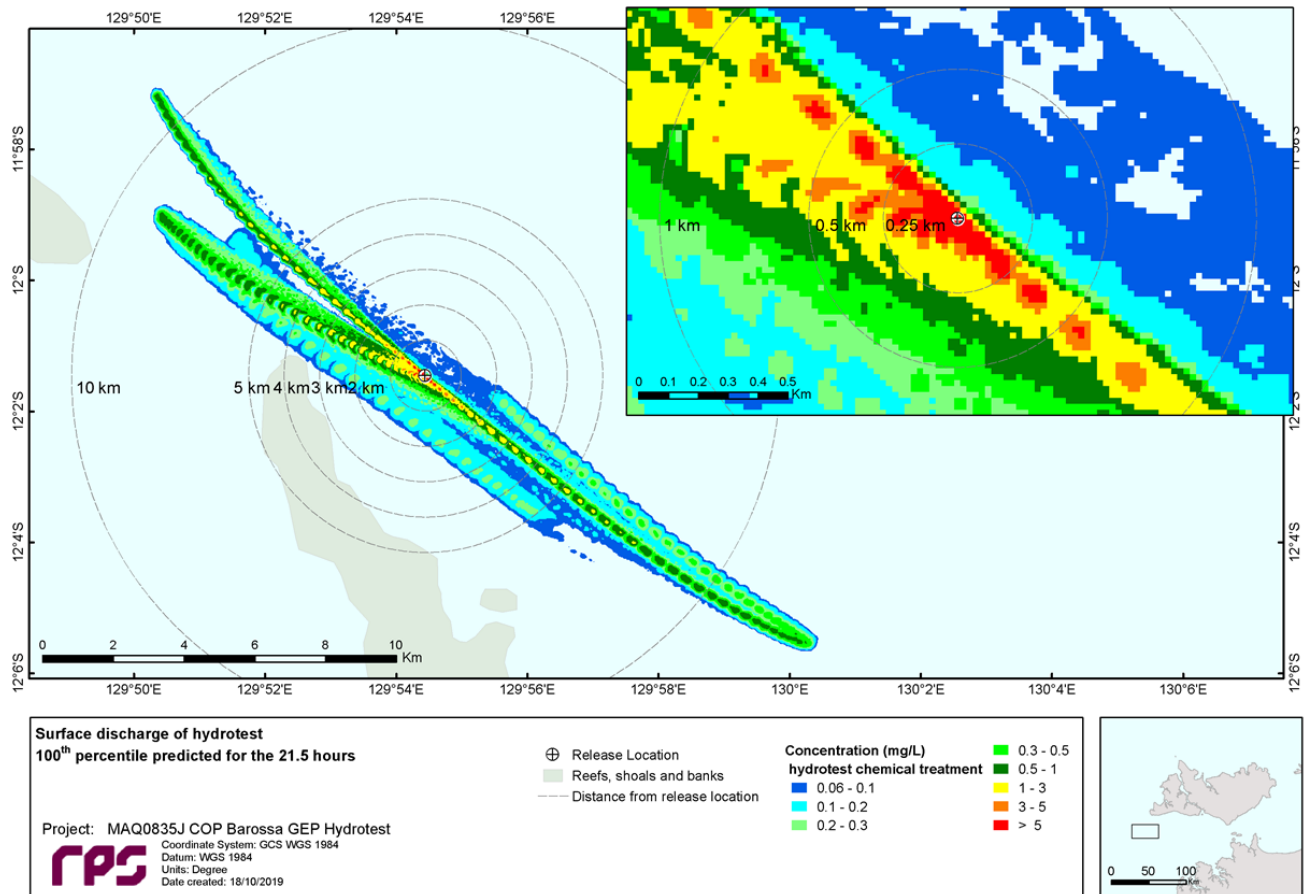 129°50'E 129°52'E 129°54'E 129°56'E
11°58'S
12°0'S
12°2'S
12°4'S
12°6'S
10 km 5 km 4 km 3 km 2 km
0 2 4 6 8 10
Km
1 km 0.5 km 0.25 km
0 0.1 0.2 0.3 0.4 0.5
Km
12°4'S
12°6'S
129°50'E 129°52'E 129°54'E 129°56'E 129°58'E 130°0'E 130°2'E 130°4'E 130°6'E
Surface discharge of hydrotest
100th percentile predicted for the 21.5 hours
Project: MAQ0835J COP Barossa GEP Hydrotest
rps
Coordinate System: GCS WGS 1984
Datum: WGS 1984
Units: Degree
Date created: 18/10/2019
Release Location
Reefs, shoals and banks
Distance from release location
Concentration (mg/L)
hydrotest chemical treatment
0.06 - 0.1
0.1 - 0.2
0.2 - 0.3
0.3 - 0.5
0.5 - 1
1 - 3
3 - 5
> 5
0 50 100
Km